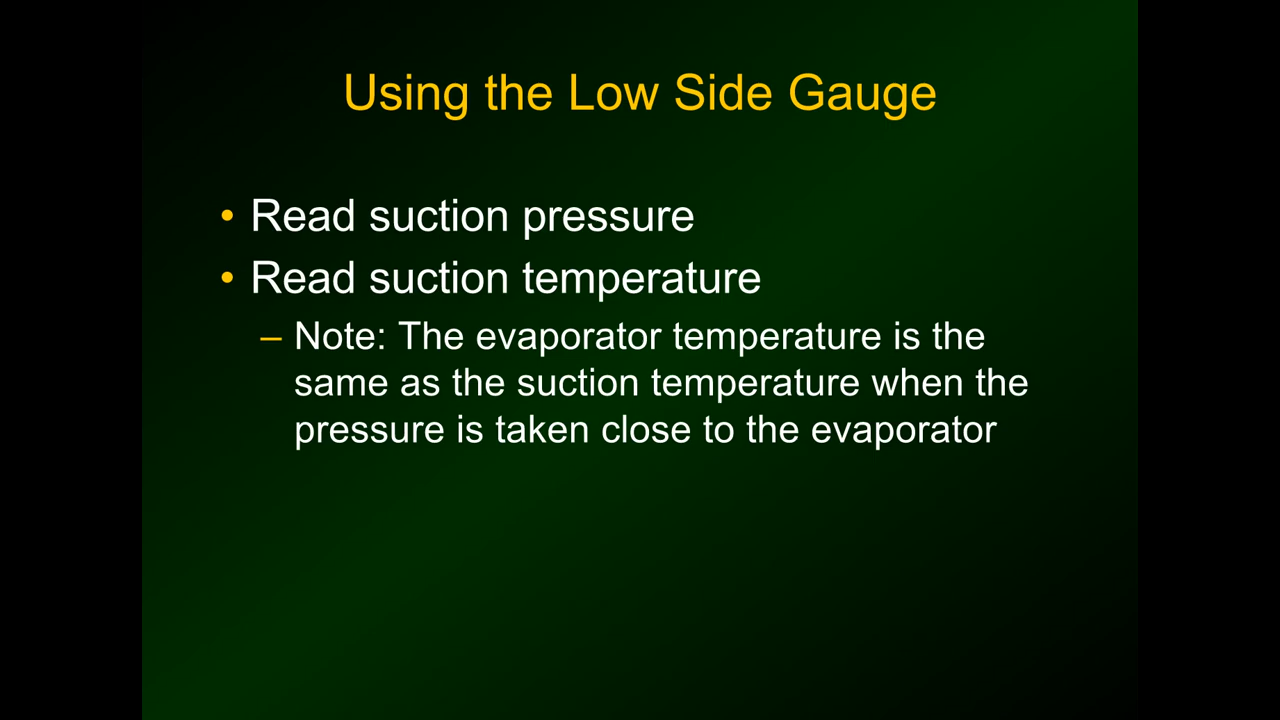 Using the Low Side Gauge
• Read suction pressure
• Read suction temperature
– Note: The evaporator temperature is the
same as the suction temperature when the
pressure is taken close to the evaporator